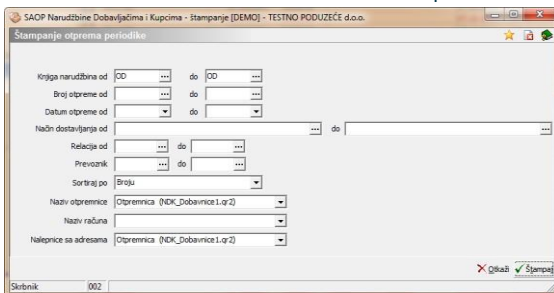 SAOP Narudžbine Dobavljačima i Kupcima - štampanje [DEMO] - TESTNO PODUZEĆE d.o.o.
Štampanje otprema periodike
Knjiga narudžbina od OD ... do OD ...
Broj otpreme od ... do ...
Datum otpreme od do
Način dostavljanja od ... do ...
Relacija od ... do ...
Prevoznik ... do ...
Sortiraj po Broju
Naziv otpremnice Otpremnica (NDK_Dobavnice1.qr2)
Naziv računa
Nalepnice sa adresama Otpremnica (NDK_Dobavnice1.qr2)
Otkaži Štampaj
Skrbnik 002